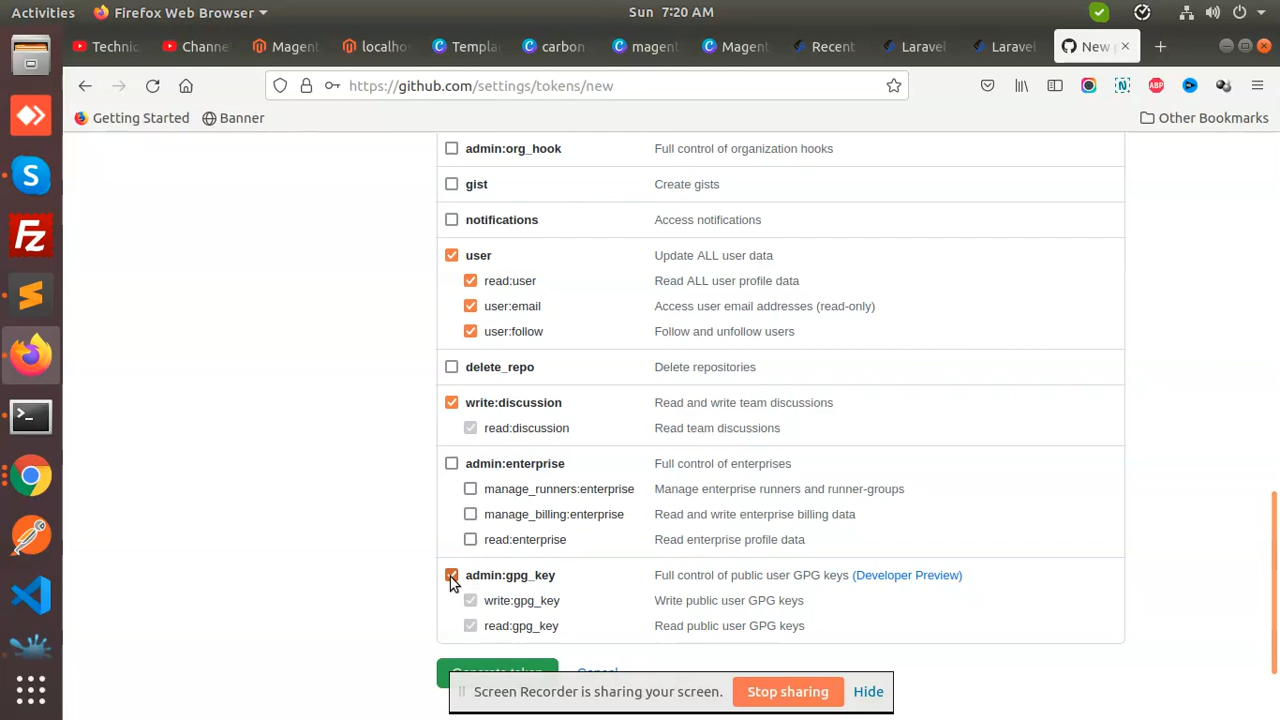 Activities Firefox Web Browser Sun 7:20 AM
Technic Channe Magent localho Templa carbon magent Magent Recent Laravel Laravel New p
https://github.com/settings/tokens/new
Getting Started Banner Other Bookmarks
admin:org_hook Full control of organization hooks
gist Create gists
notifications Access notifications
user Update ALL user data
read:user Read ALL user profile data
user:email Access user email addresses (read-only)
user:follow Follow and unfollow users
delete_repo Delete repositories
write:discussion Read and write team discussions
read:discussion Read team discussions
admin:enterprise Full control of enterprises
manage_runners:enterprise Manage enterprise runners and runner-groups
manage_billing:enterprise Read and write enterprise billing data
read:enterprise Read enterprise profile data
admin:gpg_key Full control of public user GPG keys (Developer Preview)
write:gpg_key Write public user GPG keys
read:gpg_key Read public user GPG keys
Generate token Cancel
Screen Recorder is sharing your screen. Stop sharing Hide